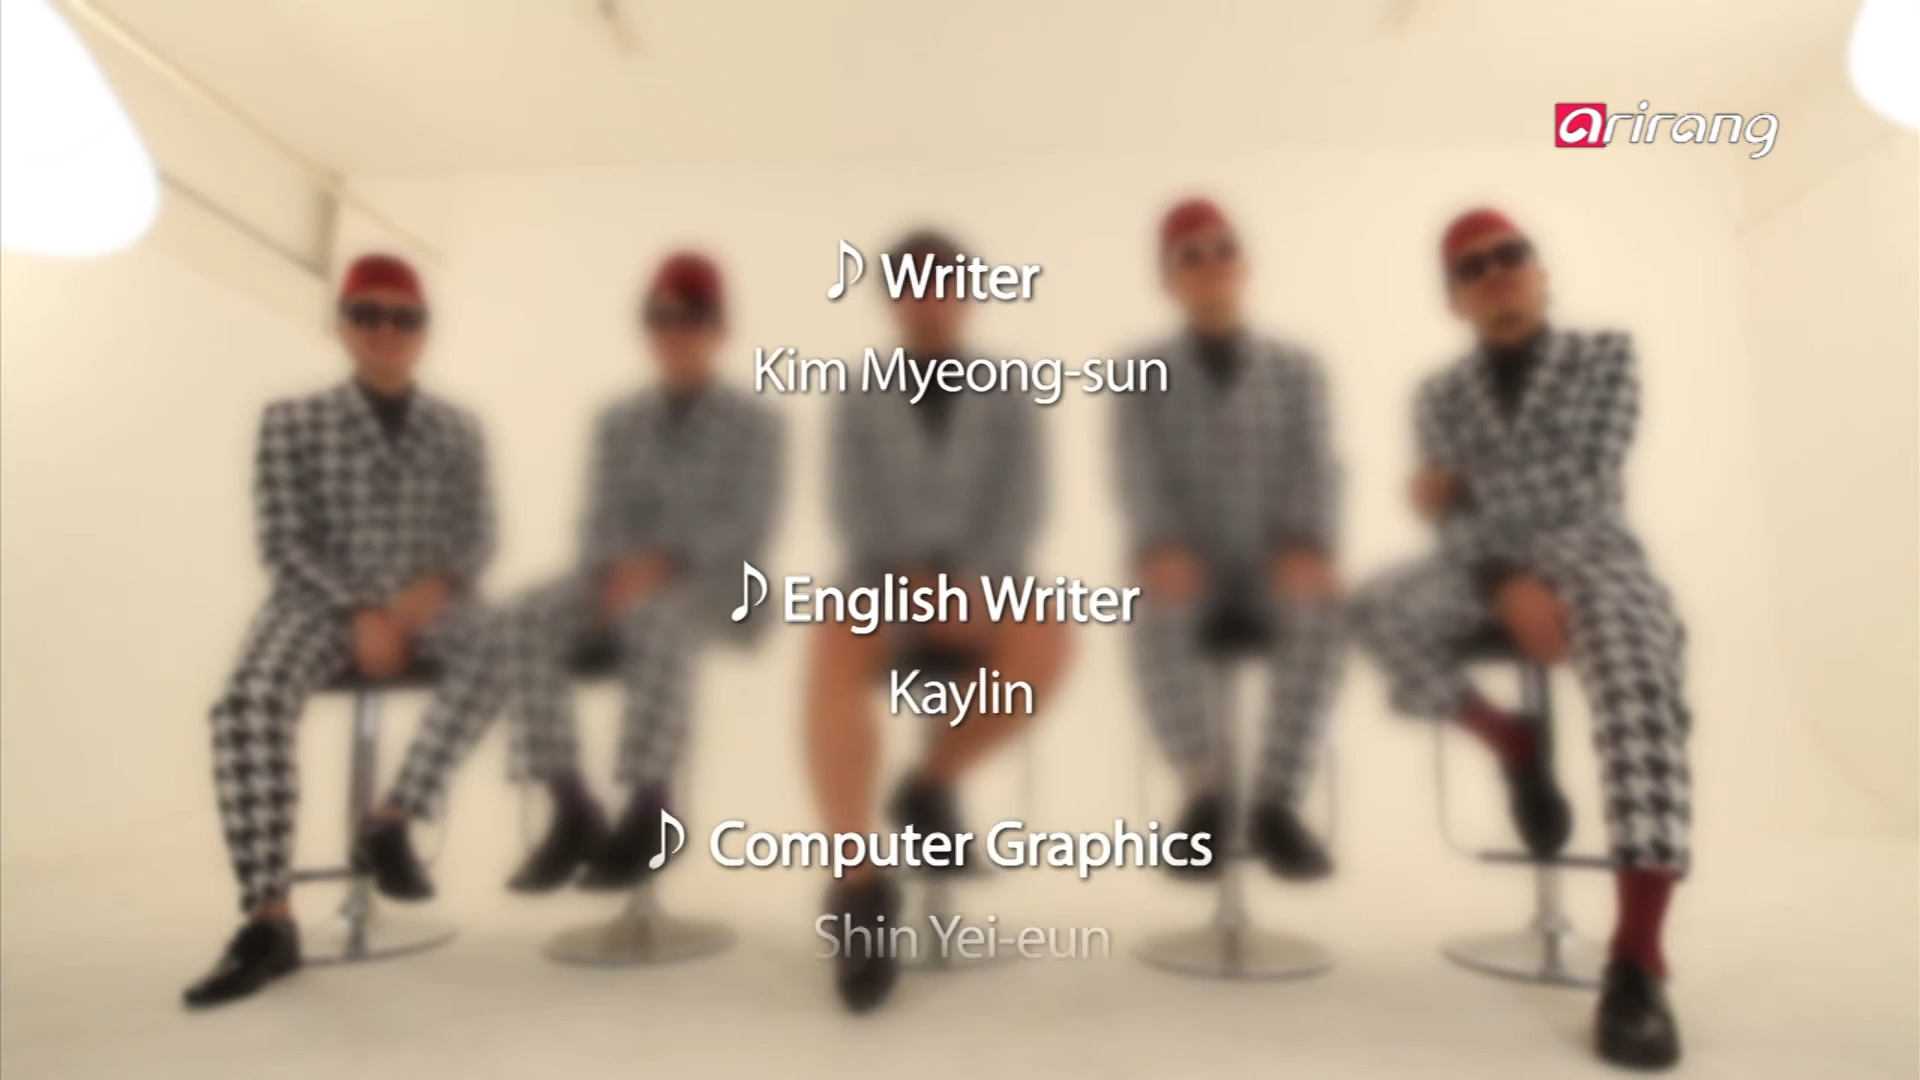 arirang
Writer
Kim Myeong-sun
English Writer
Kaylin
Computer Graphics
Shin Yei-eun